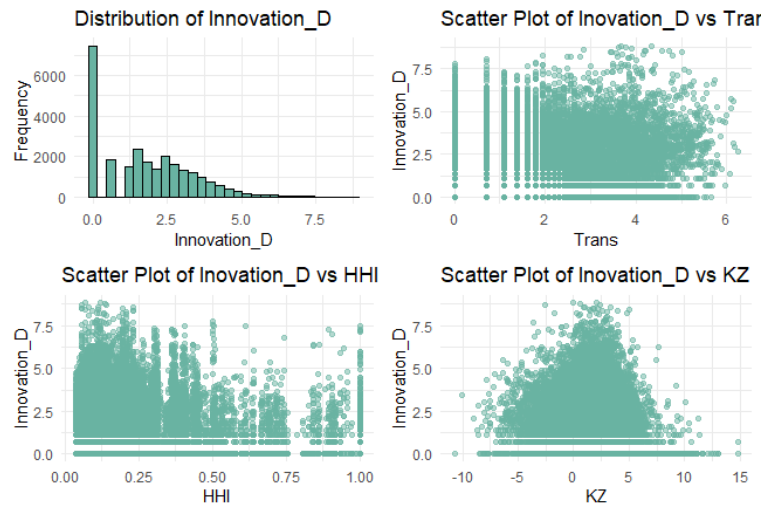 Distribution of Innovation_D
Frequency
6000
4000
2000
0
0.0 2.5 5.0 7.5
Innovation_D
Scatter Plot of Inovation_D vs Tran
Innovation_D
7.5
5.0
2.5
0.0
0 2 4 6
Trans
Scatter Plot of Inovation_D vs HHI
Innovation_D
7.5
5.0
2.5
0.0
0.00 0.25 0.50 0.75 1.00
HHI
Scatter Plot of Inovation_D vs KZ
Innovation_D
7.5
5.0
2.5
0.0
-10 -5 0 5 10 15
KZ